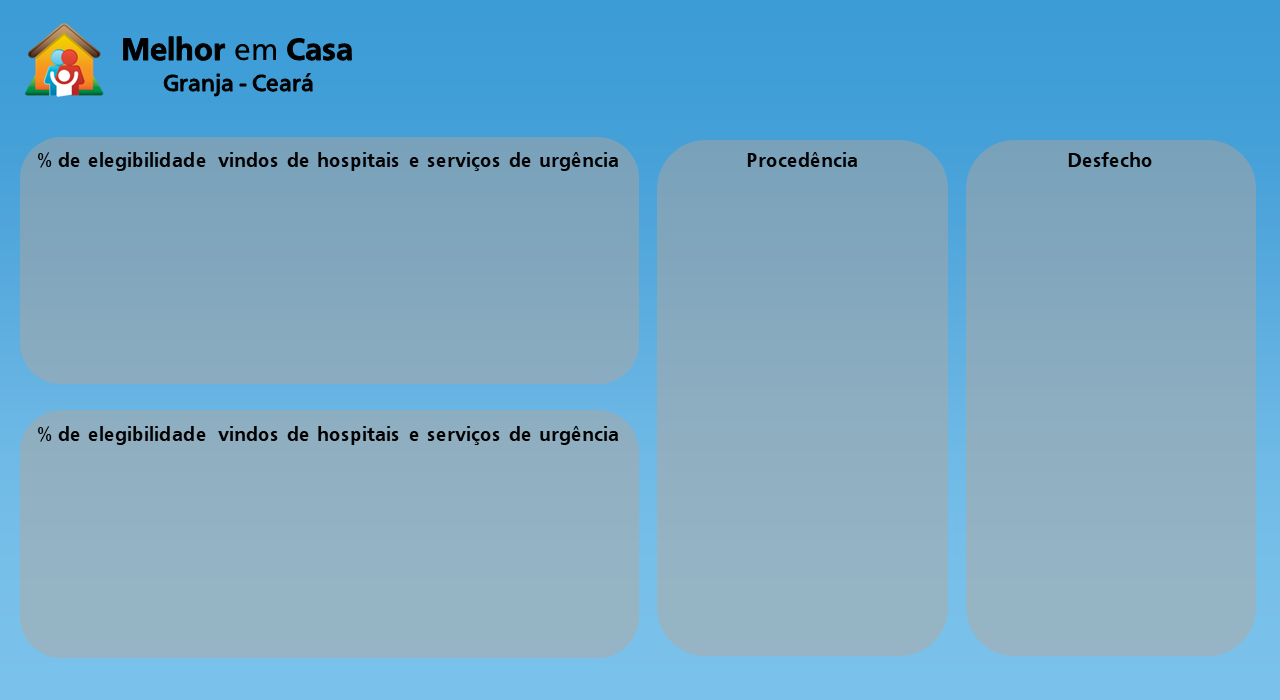 Melhor em Casa
Granja - Ceará
% de elegibilidade vindos de hospitais e serviços de urgência
Procedência
Desfecho
% de elegibilidade vindos de hospitais e serviços de urgência